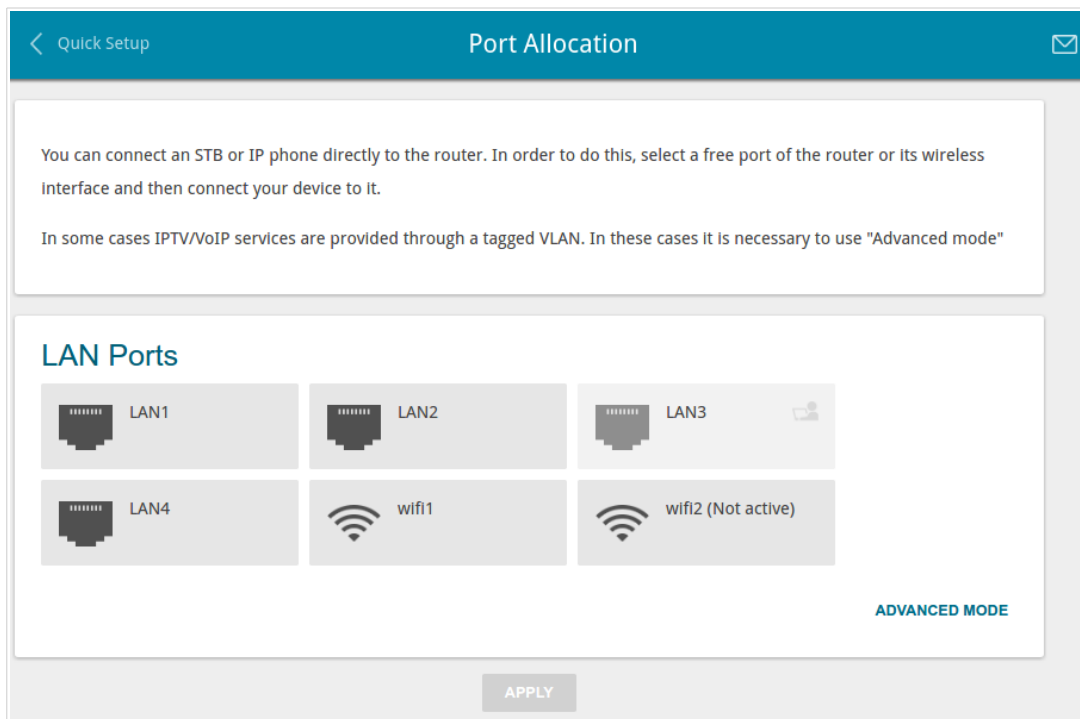 Quick Setup
Port Allocation
You can connect an STB or IP phone directly to the router. In order to do this, select a free port of the router or its wireless
interface and then connect your device to it.
In some cases IPTV/VoIP services are provided through a tagged VLAN. In these cases it is necessary to use "Advanced mode"
LAN Ports
LAN1
LAN2
LAN3
LAN4
wifi1
wifi2 (Not active)
ADVANCED MODE
APPLY